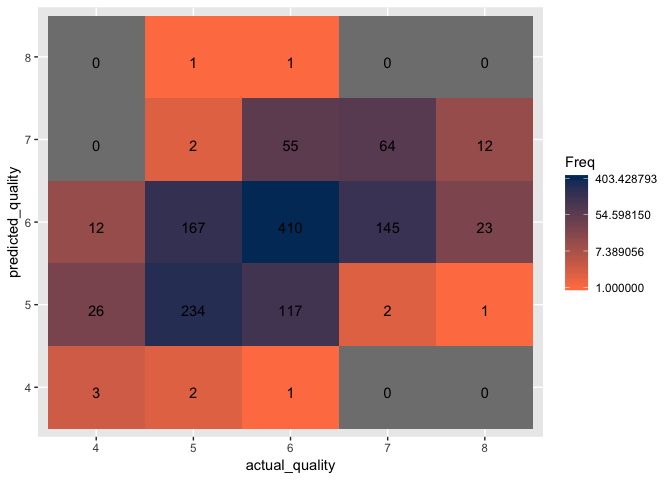 8
0 1 1 0 0
7
0 2 55 64 12
6
12 167 410 145 23
5
26 234 117 2 1
4
3 2 1 0 0
4 5 6 7 8
actual_quality
predicted_quality
Freq
403.428793
54.598150
7.389056
1.000000